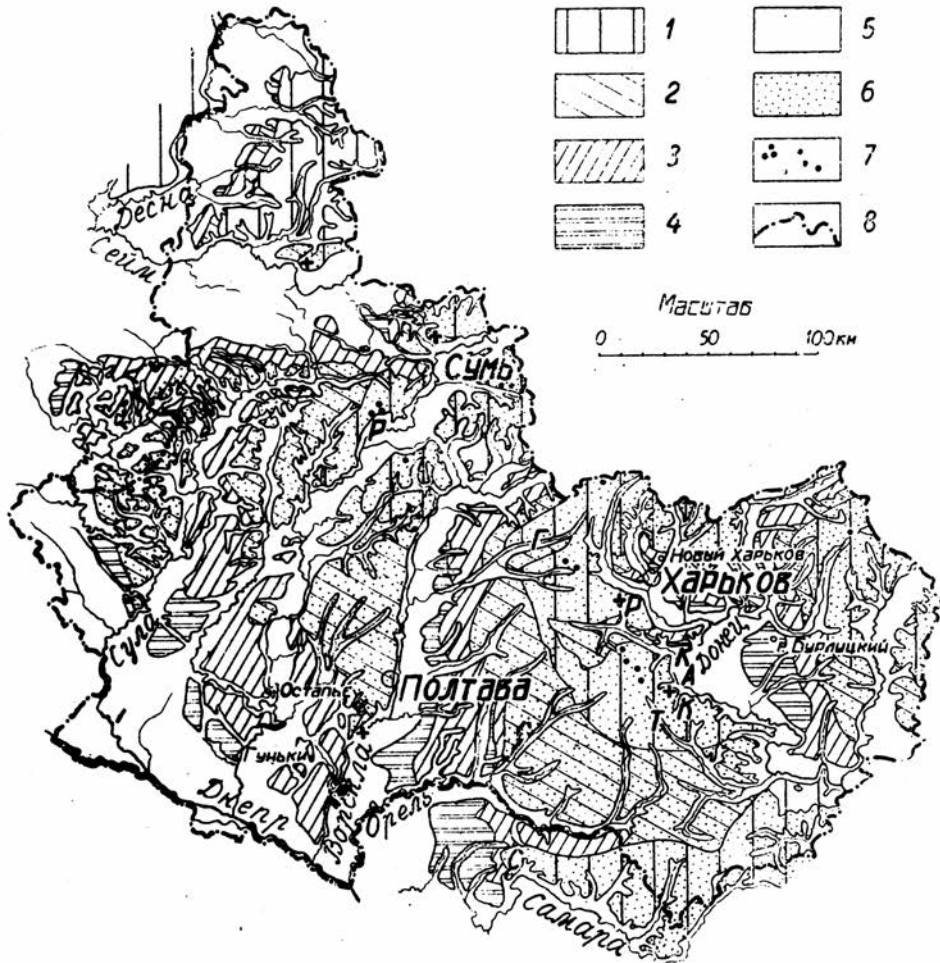 1 5
2 6
3 7
4 8
Масштаб
0 50 100 км
Десна
Сейм
Сумы
Р
Г
Новый Харьков
Харьков
Р
Донец
К
А
К
Т
Сула
Остапье
Полтава
Гуньки
Ворскла
Днепр
Орель
Самара